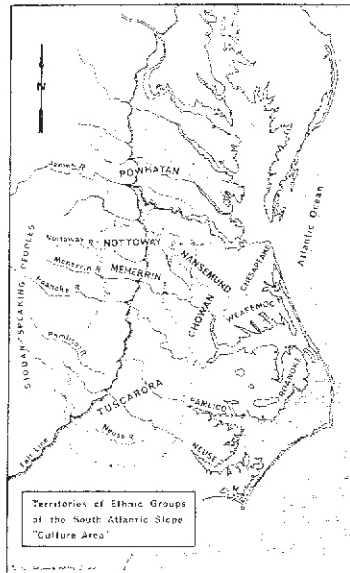 N
POWHATAN
James R
Atlantic Ocean
Nottoway R
NOTTOWAY
NANSEMUND
CHESAPEAKE
Meherrin R
MEHERRIN
Roanoke R
SIOUAN SPEAKING PEOPLES
CHOWAN
WEAPEMOC
Pamlico R
ROANOKE
TUSCARORA
PAMLICO
Neuse R
NEUSE
Fall Line
Territories of Ethnic Groups
of the South Atlantic Slope
"Culture Area"